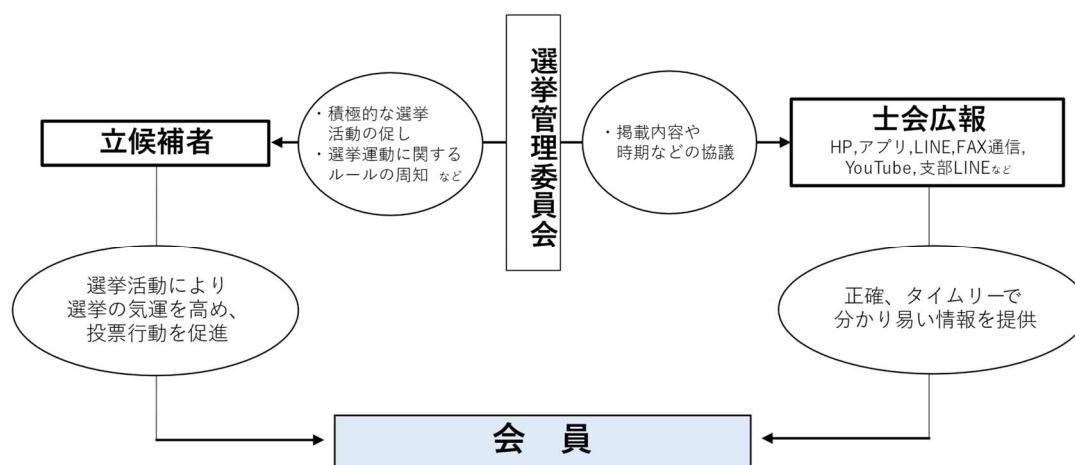 選挙管理委員会
立候補者
・積極的な選挙
活動の促し
・選挙運動に関する
ルールの周知 など
・掲載内容や
時期などの協議
士会広報
HP,アプリ,LINE,FAX通信,
YouTube,支部LINEなど
選挙活動により
選挙の気運を高め、
投票行動を促進
正確、タイムリーで
分かり易い情報を提供
会 員